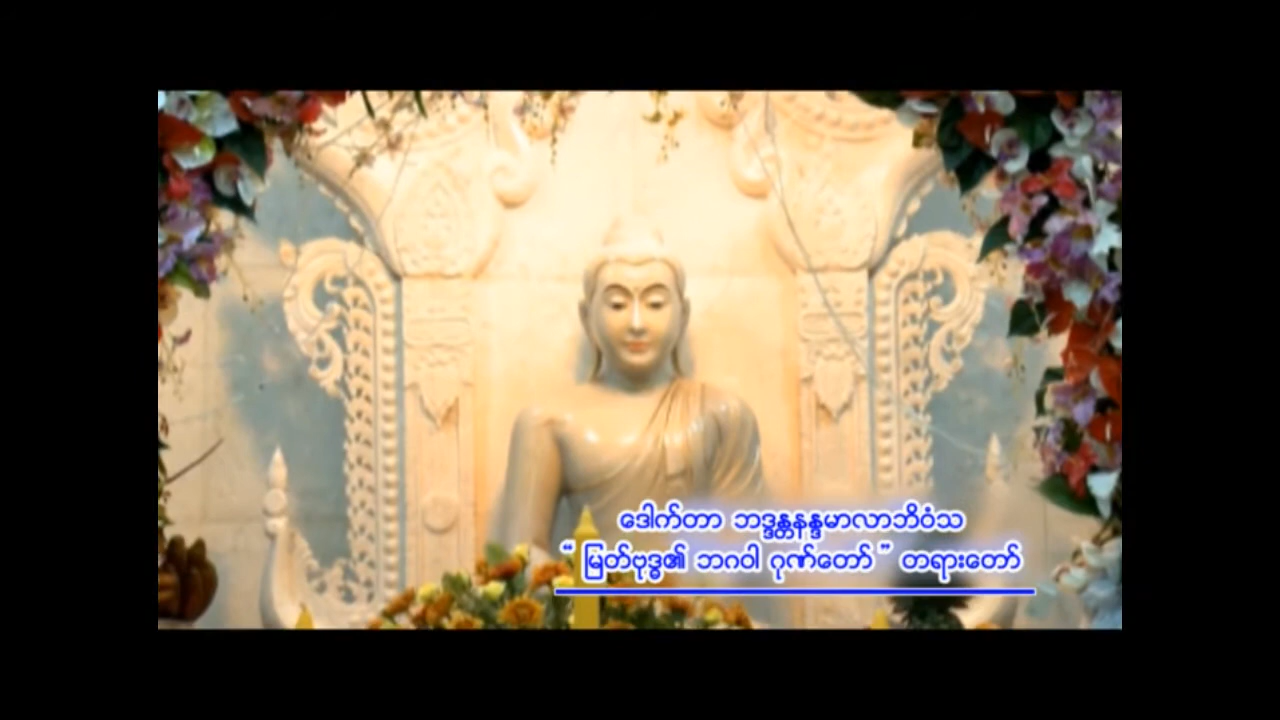 ဒေါက်တာ ဘဒ္ဒန္တနန္ဒမာလာဘိဝံသ
“ မြတ်ဗုဒ္ဓ၏ ဘဂဝါ ဂုဏ်တော် ” တရားတော်